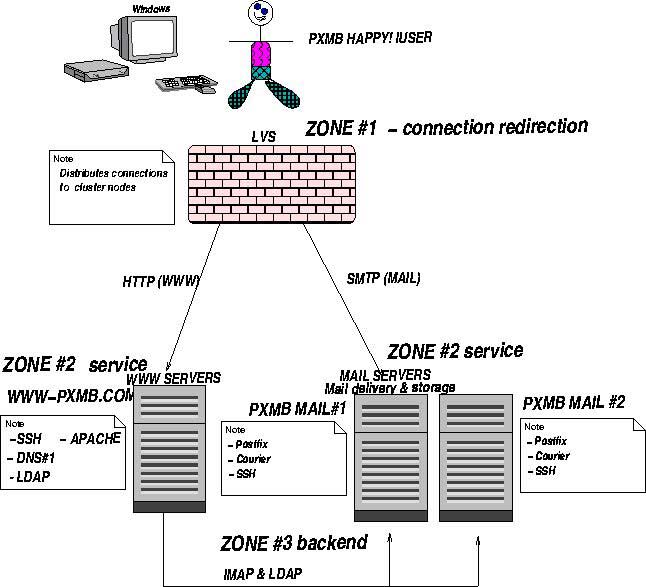 Windows
PXMB HAPPY! IUSER
ZONE #1 - connection redirection
LVS
Note
Distributes connections
to cluster nodes
HTTP (WWW)
SMTP (MAIL)
ZONE #2 service
ZONE #2 service
WWW SERVERS
MAIL SERVERS
Mail delivery & storage
WWW-PXMB.COM
PXMB MAIL#1
PXMB MAIL #2
Note
-SSH - APACHE
- DNS#1
- LDAP
Note
- Postfix
- Courier
- SSH
Note
- Postfix
- Courier
- SSH
ZONE #3 backend
IMAP & LDAP